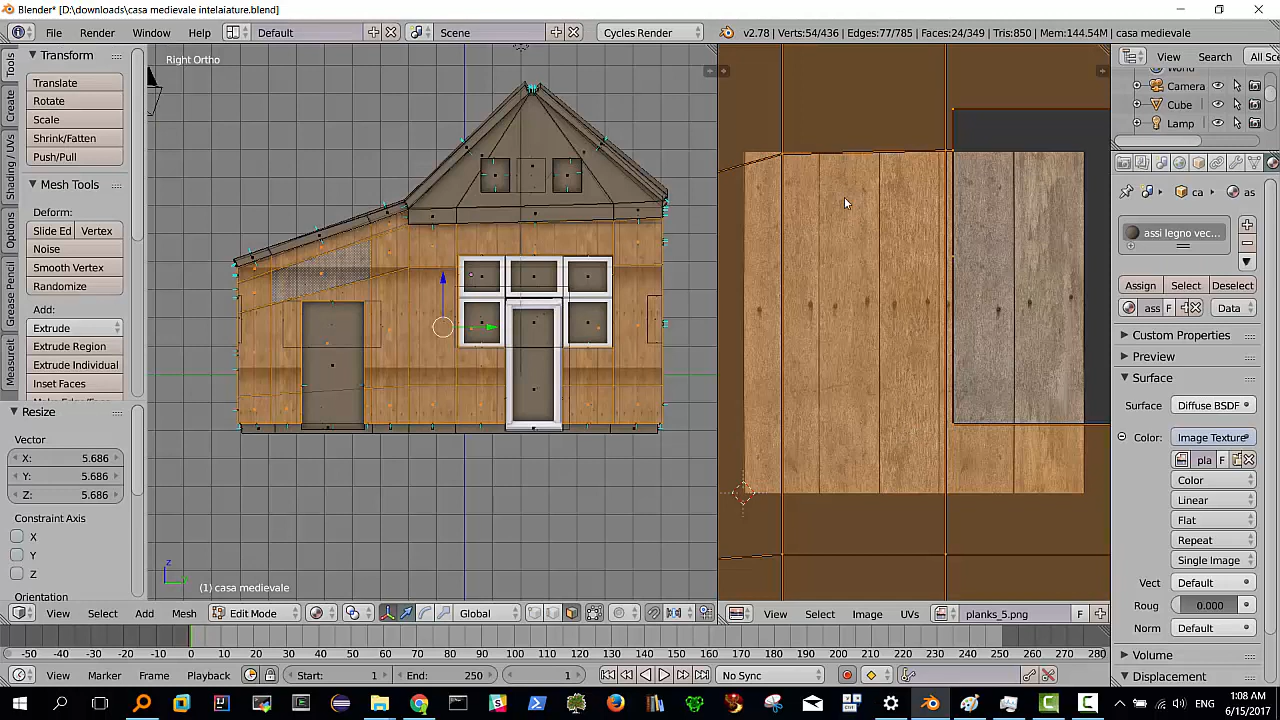 Blender* [D:\downloads\casa medievale intelaiature.blend]
File Render Window Help Default Scene Cycles Render v2.78 | Verts:54/436 | Edges:77/785 | Faces:24/349 | Tris:850 | Mem:144.54M | casa medievale
Tools
Create
Shading / UVs
Options
Grease Pencil
Measureit
Transform
Translate
Rotate
Scale
Shrink/Fatten
Push/Pull
Mesh Tools
Deform:
Slide Ed Vertex
Noise
Smooth Vertex
Randomize
Add:
Extrude
Extrude Region
Extrude Individual
Inset Faces
Resize
Vector
X: 5.686
Y: 5.686
Z: 5.686
Constraint Axis
X
Y
Z
Orientation
Right Ortho
z
(1) casa medievale
View Select Add Mesh Edit Mode Global
View Select Image UVs planks_5.png F
View Search All Sce
World
Camera
Cube
Lamp
ca as
assi legno vec...
Assign Select Deselect
ass F Data
Custom Properties
Preview
Surface
Surface: Diffuse BSDF
Color: Image Texture
pla F
Color
Linear
Flat
Repeat
Single Image
Vect Default
Roug 0.000
Norm Default
Volume
Displacement
-50 -40 -30 -20 -10 0 10 20 30 40 50 60 70 80 90 100 110 120 130 140 150 160 170 180 190 200 210 220 230 240 250 260 270 280
View Marker Frame Playback Start: 1 End: 250 1 No Sync
ENG
1:08 AM
6/15/2017